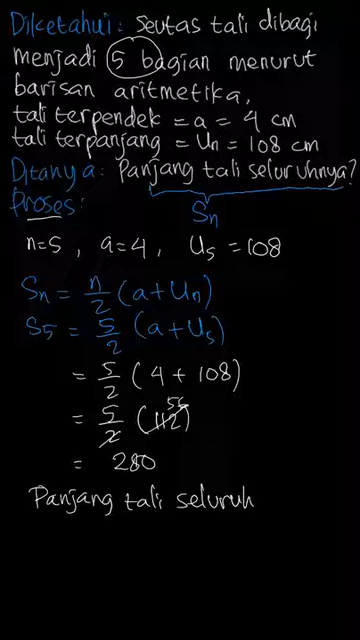 Diketahui: Seutas tali dibagi
menjadi 5 bagian menurut
barisan aritmetika,
tali terpendek = a = 4 cm
tali terpanjang = Un = 108 cm
Ditanya: Panjang tali seluruhnya?
Proses: Sn
n=5, a=4, U5 = 108
Sn = n/2 (a + Un)
S5 = 5/2 (a + U5)
= 5/2 (4 + 108)
= 5/2 (112) 56
= 280
Panjang tali seluruh